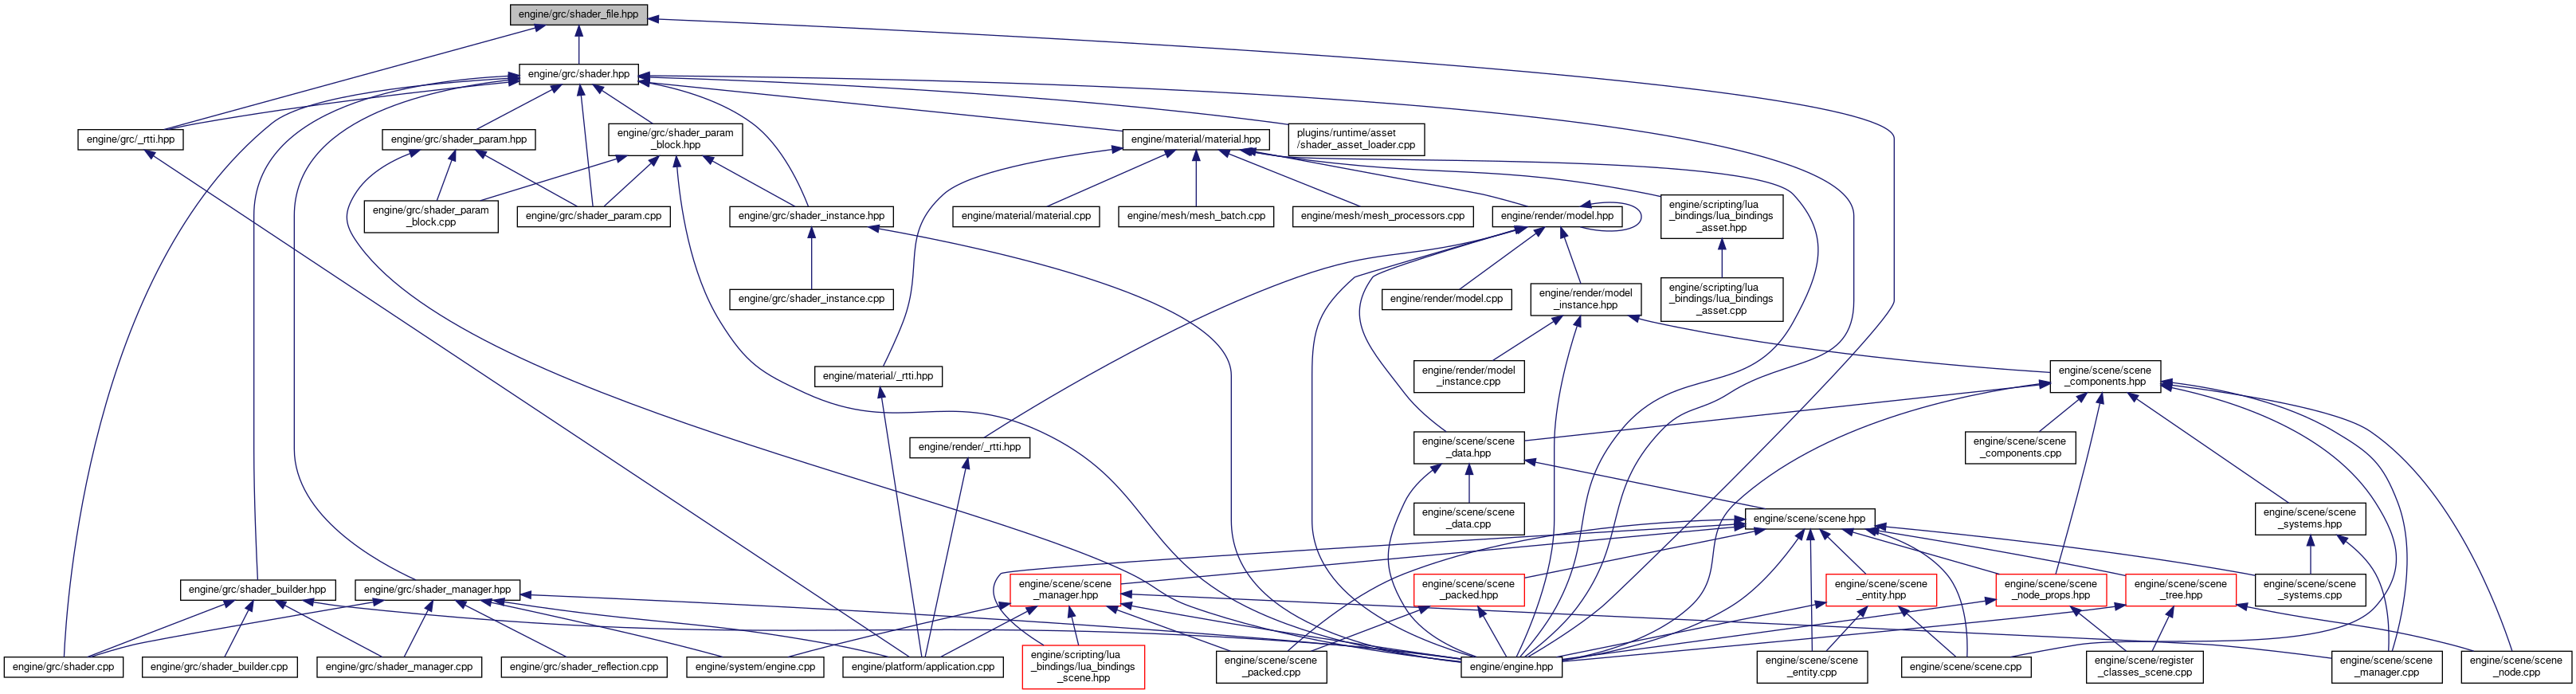 engine/grc/shader_file.hpp
engine/grc/shader.hpp
engine/grc/_rtti.hpp
engine/grc/shader_param.hpp
engine/grc/shader_param
_block.hpp
engine/material/material.hpp
plugins/runtime/asset
/shader_asset_loader.cpp
engine/grc/shader_param
_block.cpp
engine/grc/shader_param.cpp
engine/grc/shader_instance.hpp
engine/material/material.cpp
engine/mesh/mesh_batch.cpp
engine/mesh/mesh_processors.cpp
engine/render/model.hpp
engine/scripting/lua
_bindings/lua_bindings
_asset.hpp
engine/grc/shader_instance.cpp
engine/render/model.cpp
engine/render/model
_instance.hpp
engine/scripting/lua
_bindings/lua_bindings
_asset.cpp
engine/material/_rtti.hpp
engine/render/model
_instance.cpp
engine/scene/scene
_components.hpp
engine/render/_rtti.hpp
engine/scene/scene
_data.hpp
engine/scene/scene
_components.cpp
engine/scene/scene
_data.cpp
engine/scene/scene.hpp
engine/scene/scene
_systems.hpp
engine/grc/shader_builder.hpp
engine/grc/shader_manager.hpp
engine/scene/scene
_manager.hpp
engine/scene/scene
_packed.hpp
engine/scene/scene
_entity.hpp
engine/scene/scene
_node_props.hpp
engine/scene/scene
_tree.hpp
engine/scene/scene
_systems.cpp
engine/grc/shader.cpp
engine/grc/shader_builder.cpp
engine/grc/shader_manager.cpp
engine/grc/shader_reflection.cpp
engine/system/engine.cpp
engine/platform/application.cpp
engine/scripting/lua
_bindings/lua_bindings
_scene.hpp
engine/scene/scene
_packed.cpp
engine/engine.hpp
engine/scene/scene
_entity.cpp
engine/scene/scene.cpp
engine/scene/register
_classes_scene.cpp
engine/scene/scene
_manager.cpp
engine/scene/scene
_node.cpp